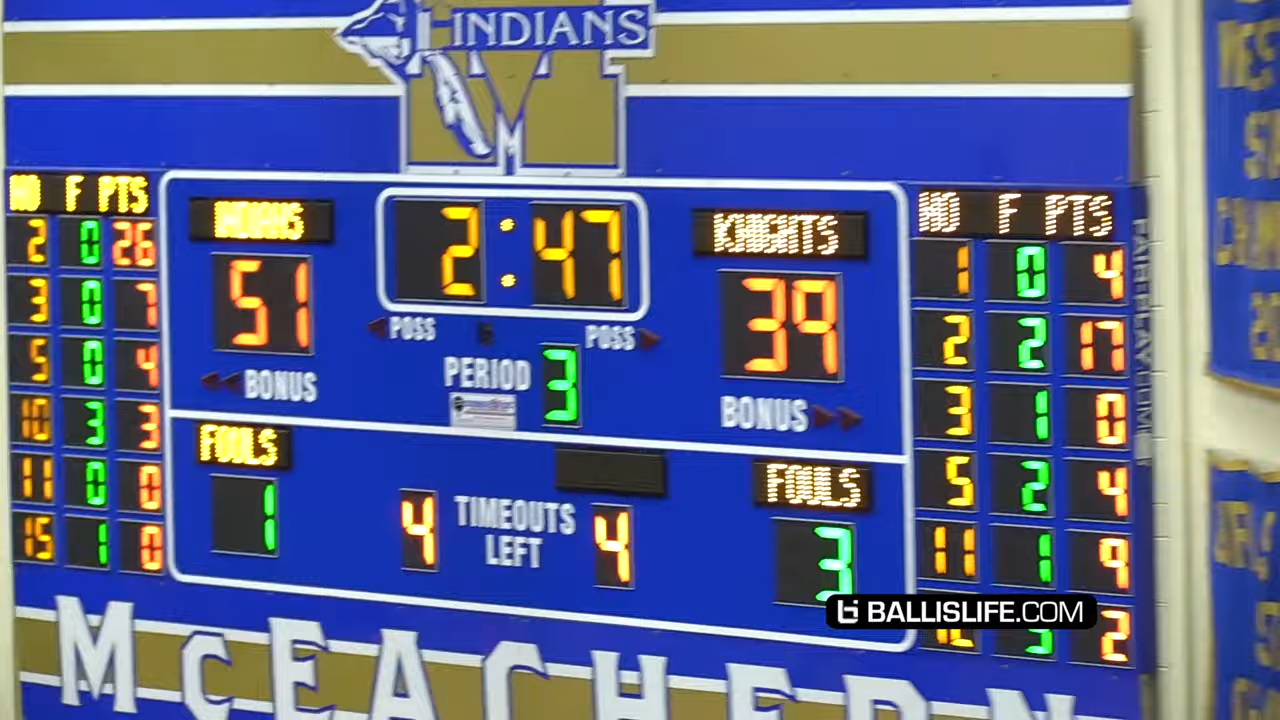 INDIANS
M
NO F PTS
2 0 26
3 0 7
5 0 4
10 3 3
11 0 0
15 1 0
INDIANS
51
2:47
KNIGHTS
39
POSS
POSS
BONUS
PERIOD 3
BONUS
FOULS
1
4 TIMEOUTS LEFT 4
FOULS
3
NO F PTS
1 0 4
2 2 17
3 1 0
5 2 4
11 1 9
12 3 2
BALLISLIFE.COM
McEACHERN